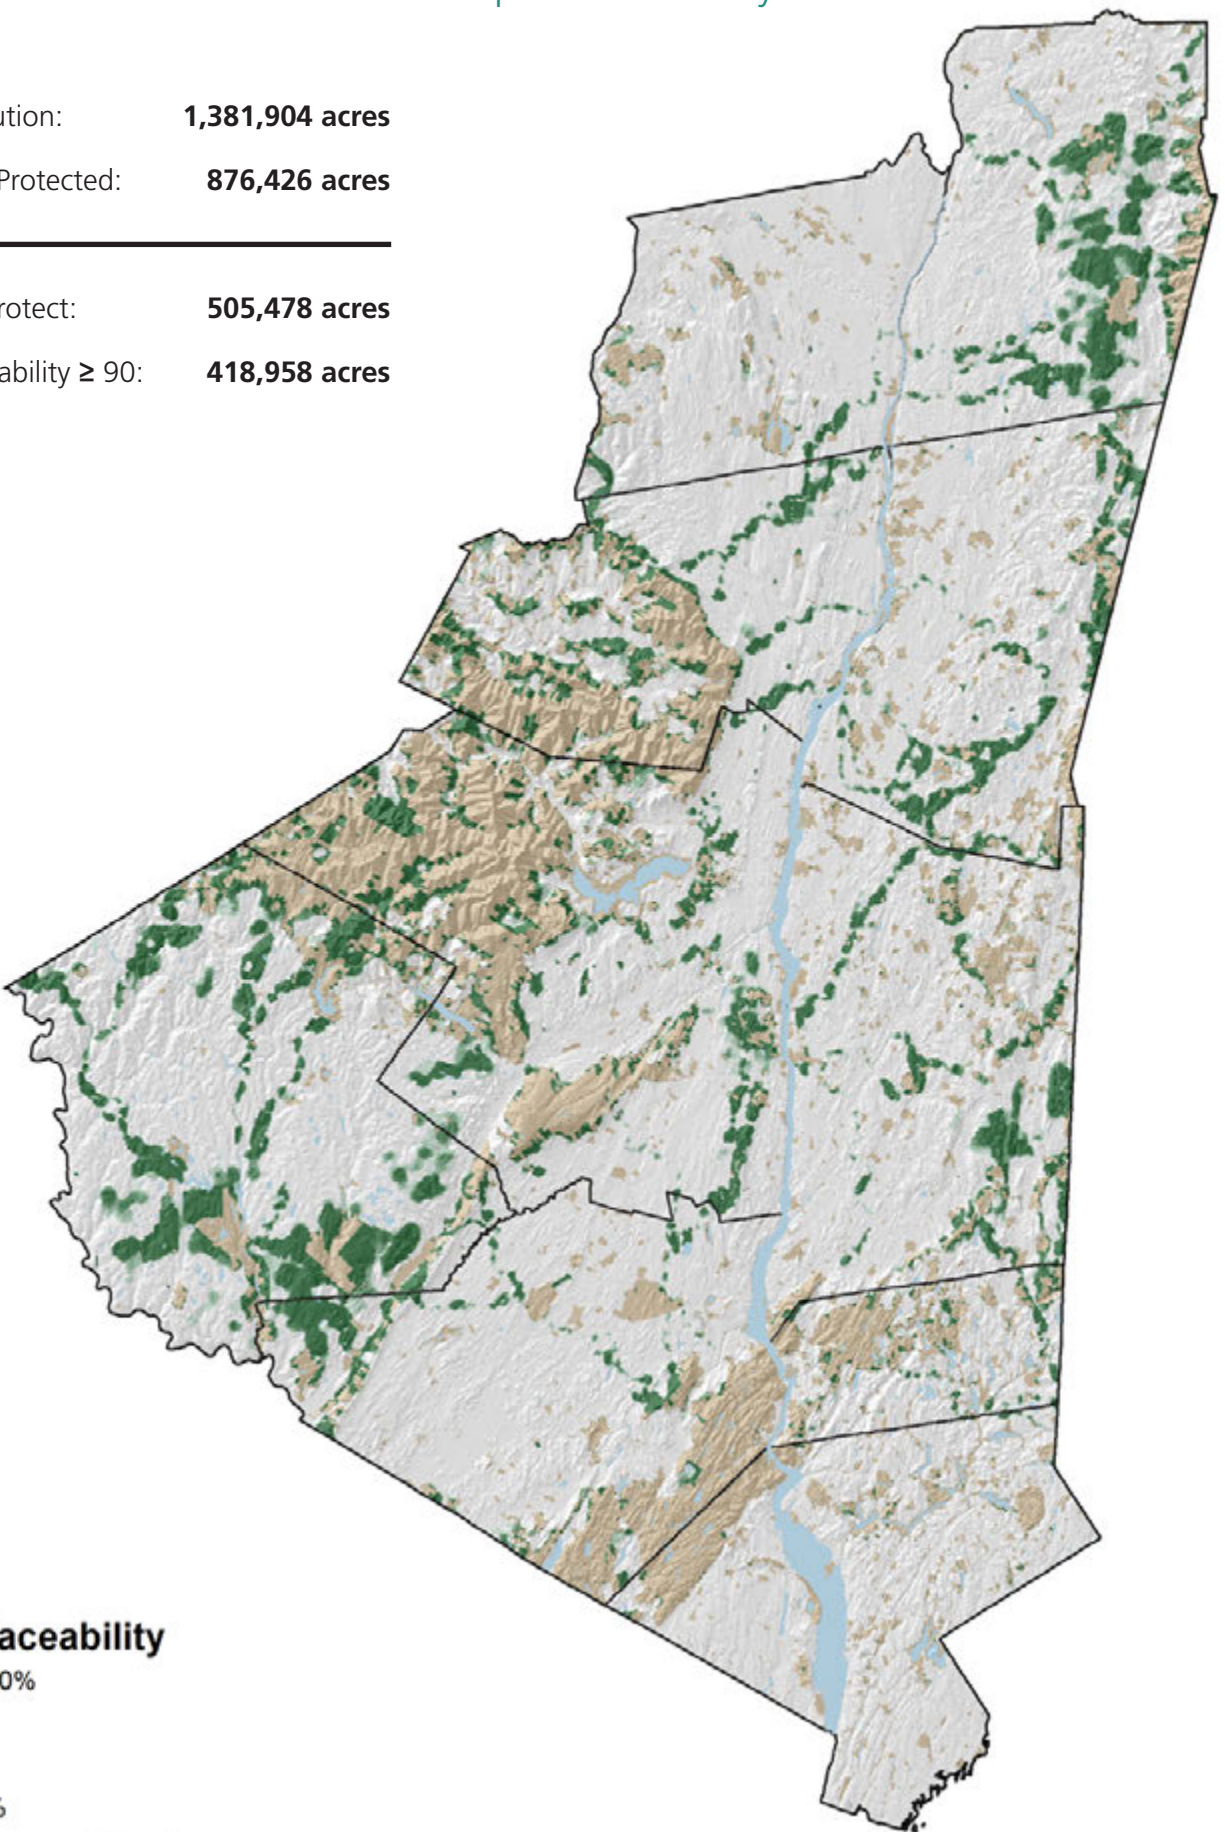 ution: 1,381,904 acres
Protected: 876,426 acres
rotect: 505,478 acres
ability ≥ 90: 418,958 acres
aceability
0%
%